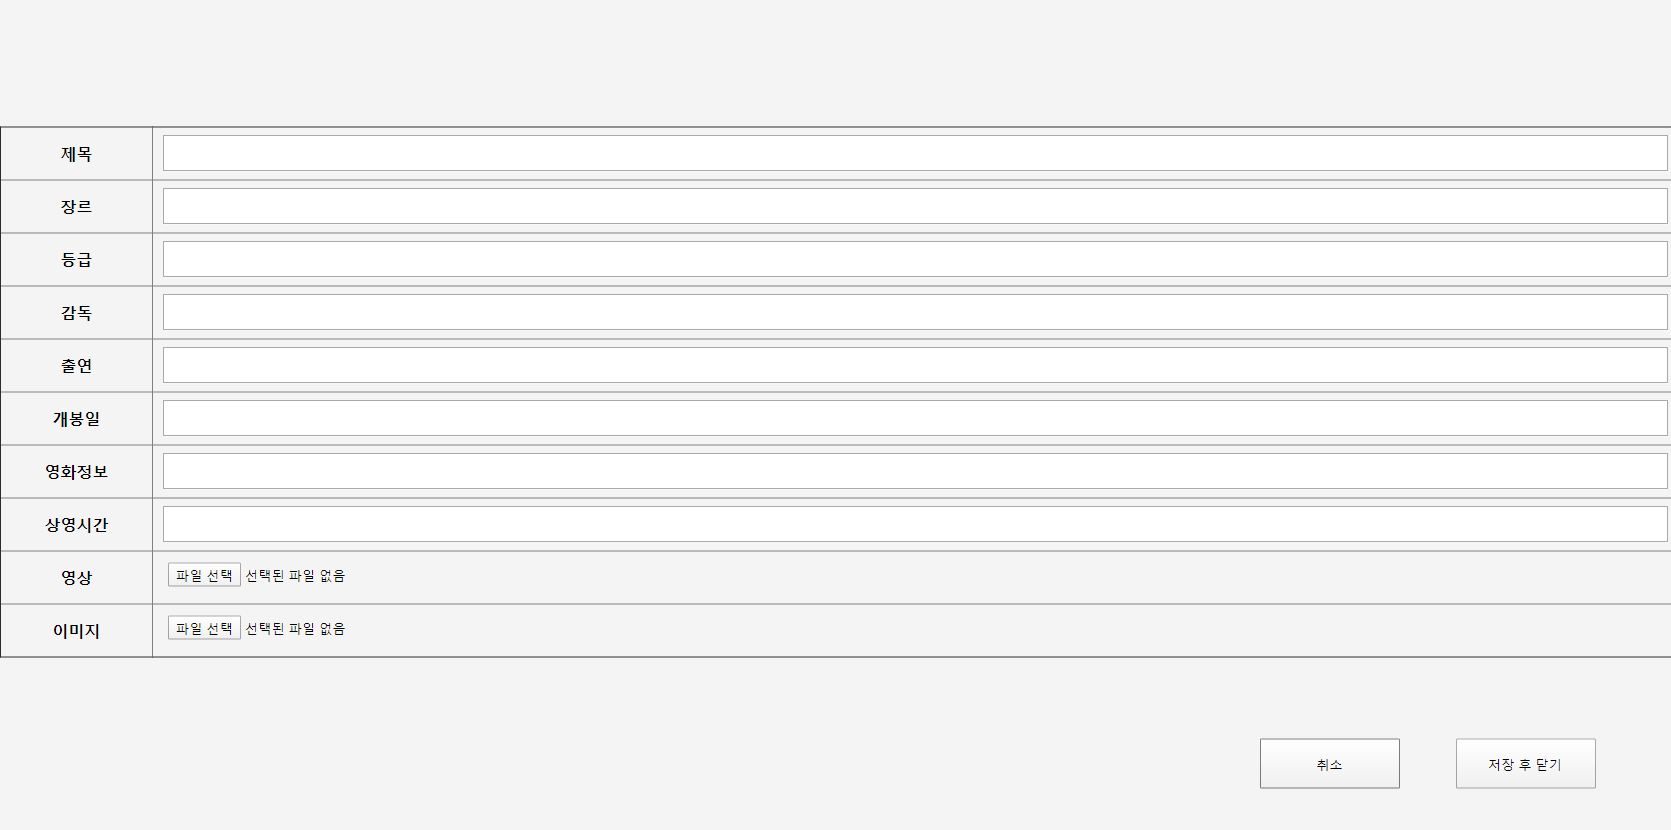 제목
장르
등급
감독
출연
개봉일
영화정보
상영시간
영상 파일 선택 선택된 파일 없음
이미지 파일 선택 선택된 파일 없음
취소 저장 후 닫기